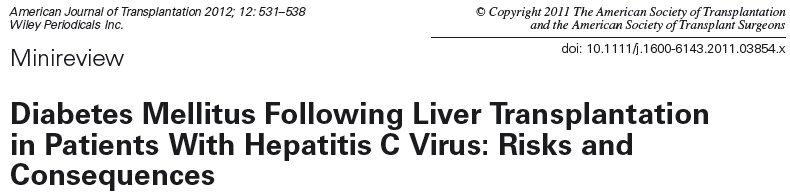 American Journal of Transplantation 2012; 12: 531–538
Wiley Periodicals Inc.
© Copyright 2011 The American Society of Transplantation
and the American Society of Transplant Surgeons
doi: 10.1111/j.1600-6143.2011.03854.x
Minireview
Diabetes Mellitus Following Liver Transplantation
in Patients With Hepatitis C Virus: Risks and
Consequences